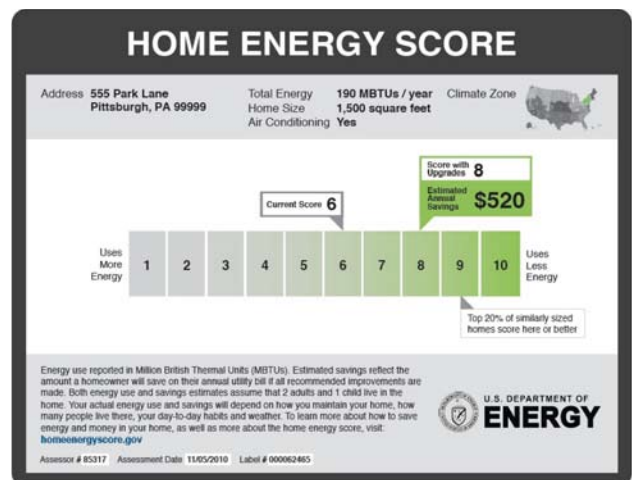 HOME ENERGY SCORE
Address 555 Park Lane
Pittsburgh, PA 99999
Total Energy 190 MBTUs / year
Home Size 1,500 square feet
Air Conditioning Yes
Climate Zone
Score with
Upgrades 8
Estimated
Annual
Savings $520
Current Score 6
Uses
More
Energy
1 2 3 4 5 6 7 8 9 10
Uses
Less
Energy
Top 20% of similarly sized
homes score here or better
Energy use reported in Million British Thermal Units (MBTUs). Estimated savings reflect the
amount a homeowner will save on their annual utility bill if all recommended improvements are
made. Both energy use and savings estimates assume that 2 adults and 1 child live in the
home. Your actual energy use and savings will depend on how you maintain your home, how
many people live there, your day-to-day habits and weather. To learn more about how to save
energy and money in your home, as well as more about the home energy score, visit:
homeenergyscore.gov
U.S. DEPARTMENT OF
ENERGY
Assessor # 85317 Assessment Date 11/05/2010 Label # 000062465